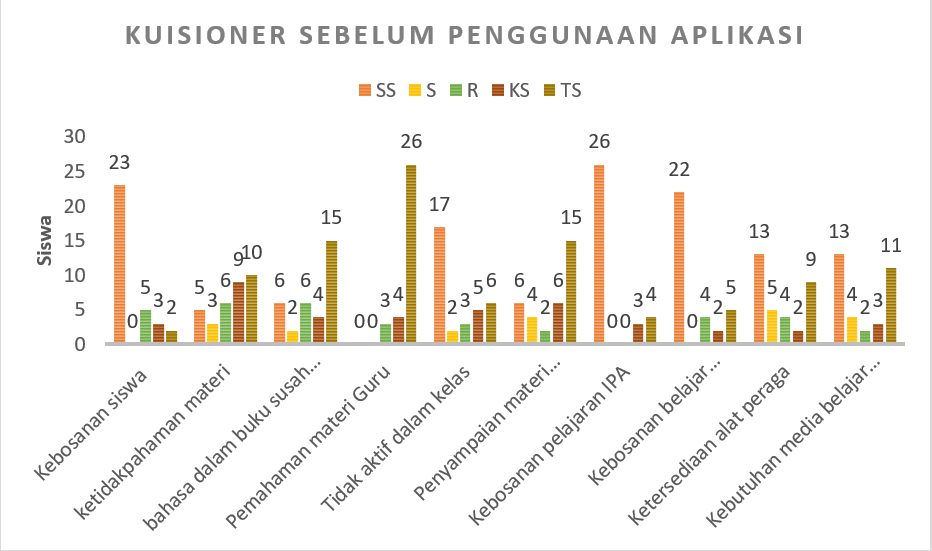 KUISIONER SEBELUM PENGGUNAAN APLIKASI
SS S R KS TS
Siswa
30
25
20
15
10
5
0
23 0 5 3 2
5 3 6 9 10
6 2 6 4 15
0 0 3 4 26
17 2 3 5 6
6 4 2 6 15
26 0 0 3 4
22 0 4 2 5
13 5 4 2 9
13 4 2 3 11
Kebosanan siswa
ketidakpahaman materi
bahasa dalam buku susah...
Pemahaman materi Guru
Tidak aktif dalam kelas
Penyampaian materi...
Kebosanan pelajaran IPA
Kebosanan belajar...
Ketersediaan alat peraga
Kebutuhan media belajar...